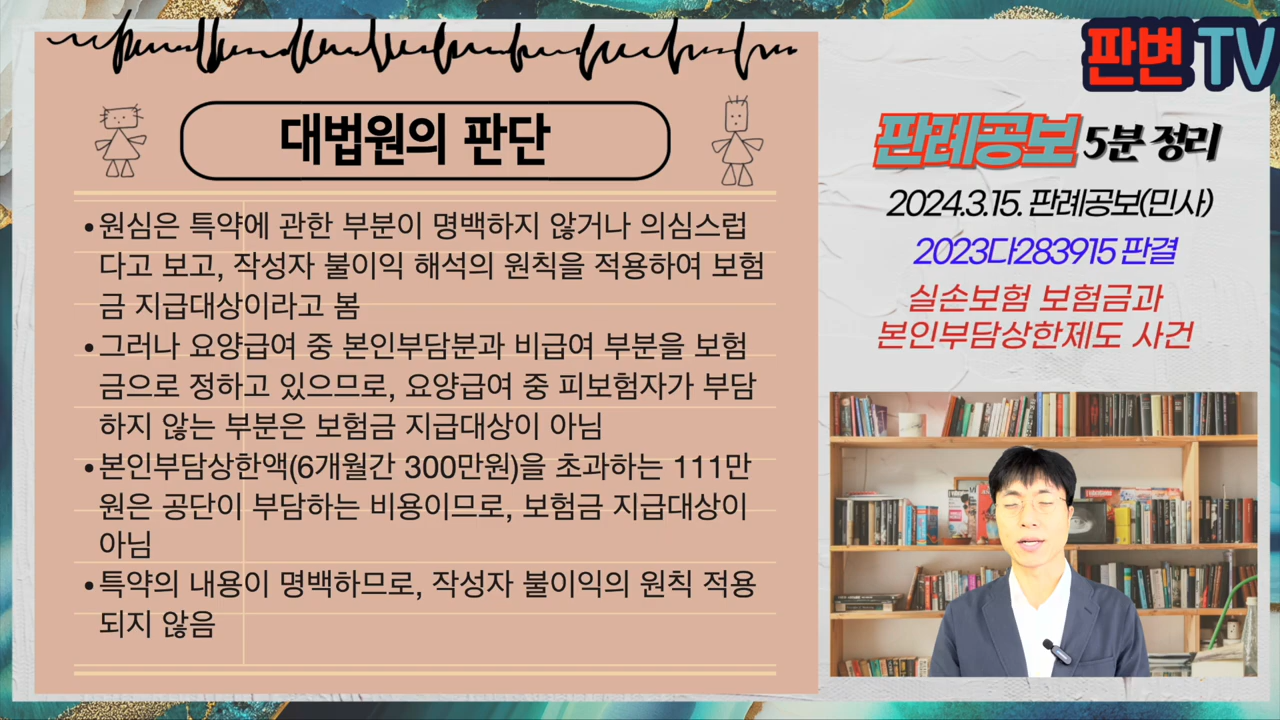 판변 TV
대법원의 판단
•원심은 특약에 관한 부분이 명백하지 않거나 의심스럽
다고 보고, 작성자 불이익 해석의 원칙을 적용하여 보험
금 지급대상이라고 봄
•그러나 요양급여 중 본인부담분과 비급여 부분을 보험
금으로 정하고 있으므로, 요양급여 중 피보험자가 부담
하지 않는 부분은 보험금 지급대상이 아님
•본인부담상한액(6개월간 300만원)을 초과하는 111만
원은 공단이 부담하는 비용이므로, 보험금 지급대상이
아님
•특약의 내용이 명백하므로, 작성자 불이익의 원칙 적용
되지 않음
판례공보 5분 정리
2024.3.15. 판례공보(민사)
2023다283915 판결
실손보험 보험금과
본인부담상한제도 사건